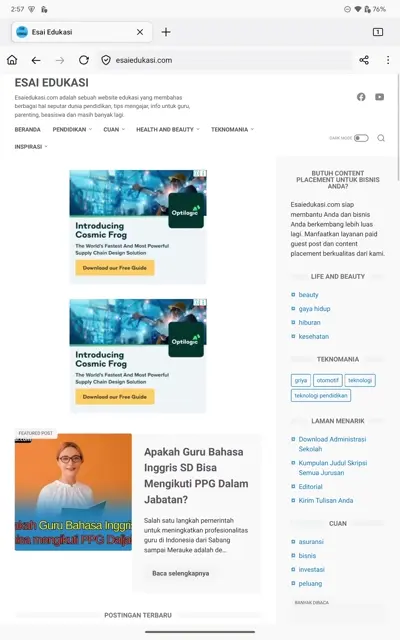 2:57
76%
Esai Edukasi
1
esaiedukasi.com
ESAI EDUKASI
Esaiedukasi.com adalah sebuah website edukasi yang membahas
berbagai hal seputar dunia pendidikan, tips mengajar, info untuk guru,
parenting, beasiswa dan masih banyak lagi
BERANDA PENDIDIKAN CUAN HEALTH AND BEAUTY TEKNOMANIA
INSPIRASI
DARK MODE
Optilogic
Introducing
Cosmic Frog
The World's Fastest And Most Powerful
Supply Chain Design Solution
Download our Free Guide
Optilogic
Introducing
Cosmic Frog
The World's Fastest And Most Powerful
Supply Chain Design Solution
Download our Free Guide
FEATURED POST
akah Guru Bahasa Inggris
isa mengikuti PPG Dalja
Apakah Guru Bahasa
Inggris SD Bisa
Mengikuti PPG Dalam
Jabatan?
Salah satu langkah pemerintah
untuk meningkatkan profesionalitas
guru di Indonesia dari Sabang
sampai Merauke adalah de...
Baca selengkapnya
POSTINGAN TERBARU
BUTUH CONTENT
PLACEMENT UNTUK BISNIS
ANDA?
Esaiedukasi.com siap
membantu Anda dan bisnis
Anda berkembang lebih luas
lagi. Manfaatkan layanan paid
guest post dan content
placement berkualitas dari kami.
LIFE AND BEAUTY
beauty
gaya hidup
hiburan
kesehatan
TEKNOMANIA
griya otomotif teknologi
teknologi pendidikan
LAMAN MENARIK
Download Administrasi
Sekolah
Kumpulan Judul Skripsi
Semua Jurusan
Editorial
Kirim Tulisan Anda
CUAN
asuransi
bisnis
investasi
peluang
BANYAK DIBACA